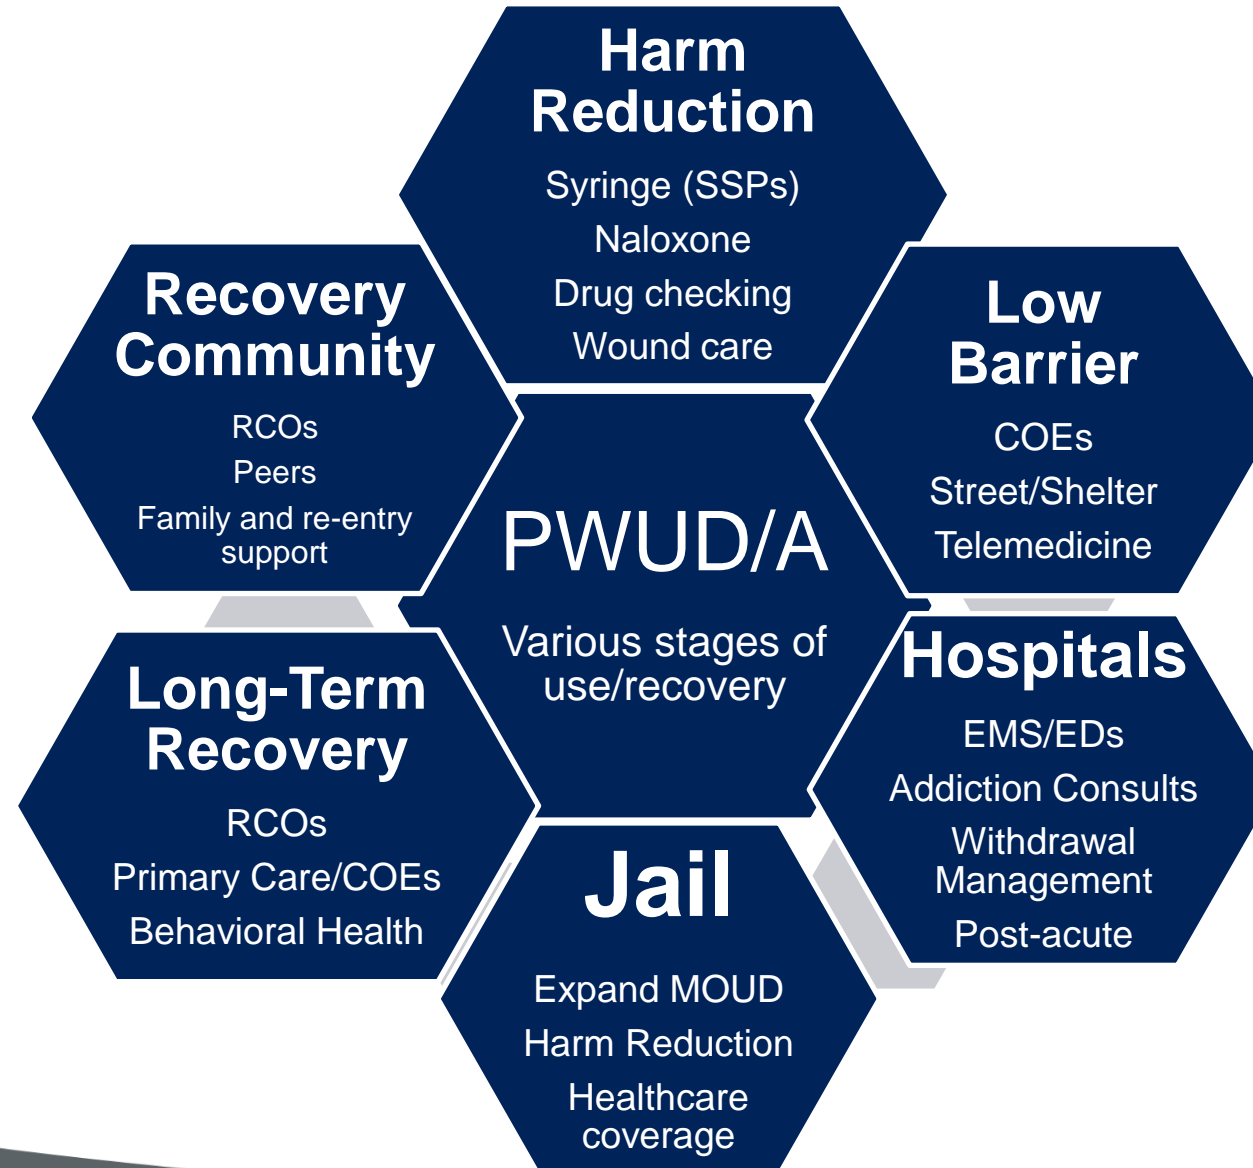 Harm
Reduction
Syringe (SSPs)
Naloxone
Drug checking
Wound care
Recovery
Community
RCOs
Peers
Family and re-entry
support
Low
Barrier
COEs
Street/Shelter
Telemedicine
PWUD/A
Various stages of
use/recovery
Long-Term
Recovery
RCOs
Primary Care/COEs
Behavioral Health
Hospitals
EMS/EDs
Addiction Consults
Withdrawal
Management
Post-acute
Jail
Expand MOUD
Harm Reduction
Healthcare
coverage